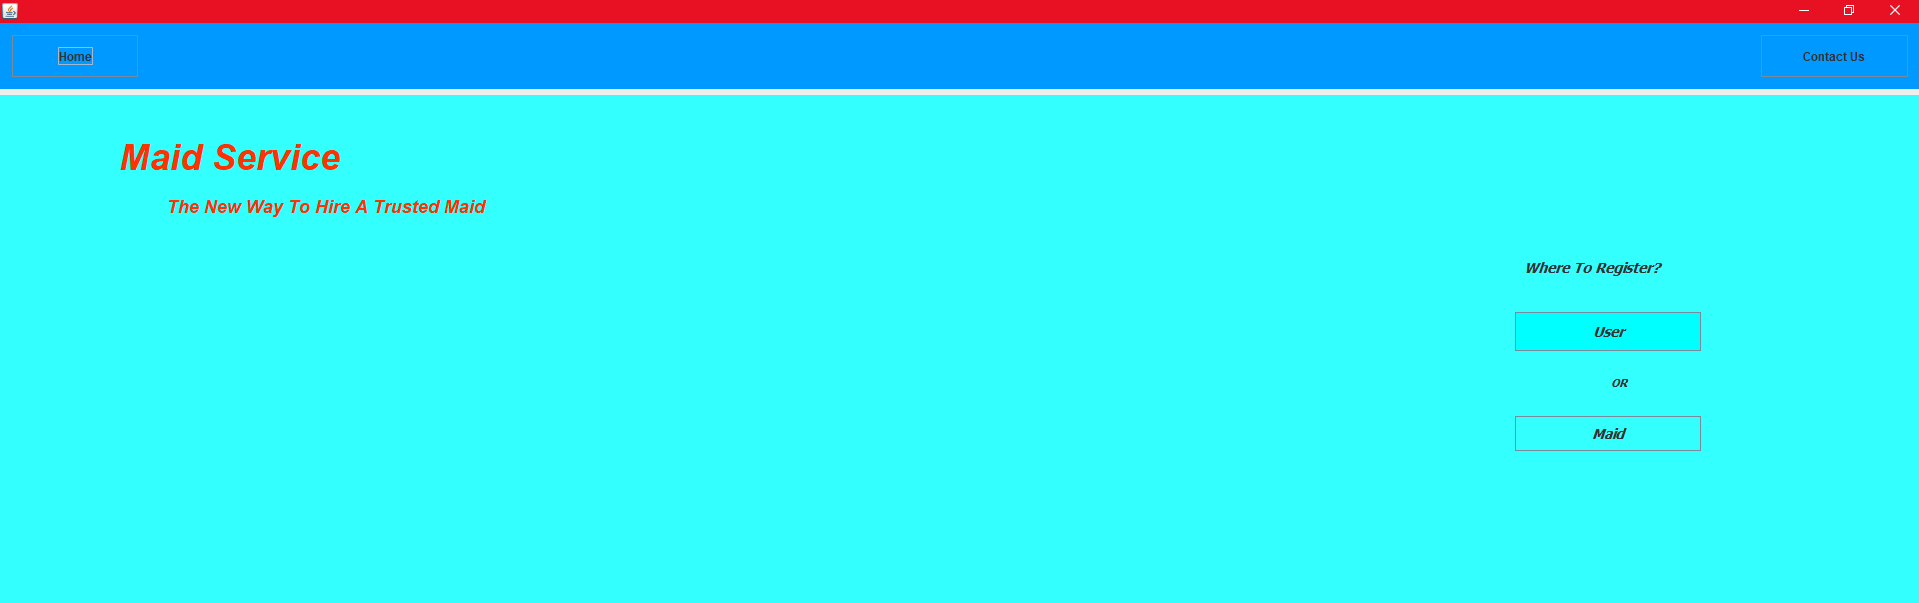 Home
Contact Us
Maid Service
The New Way To Hire A Trusted Maid
Where To Register?
User
OR
Maid